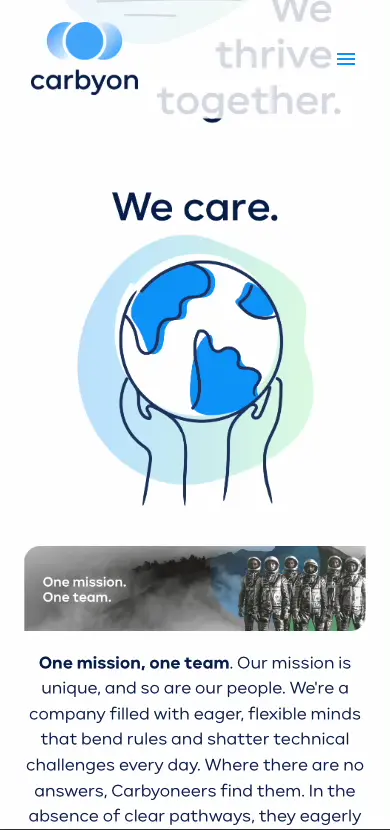 We
thrive
together.
carbyon
We care.
One mission.
One team.
One mission, one team. Our mission is
unique, and so are our people. We're a
company filled with eager, flexible minds
that bend rules and shatter technical
challenges every day. Where there are no
answers, Carbyoneers find them. In the
absence of clear pathways, they eagerly